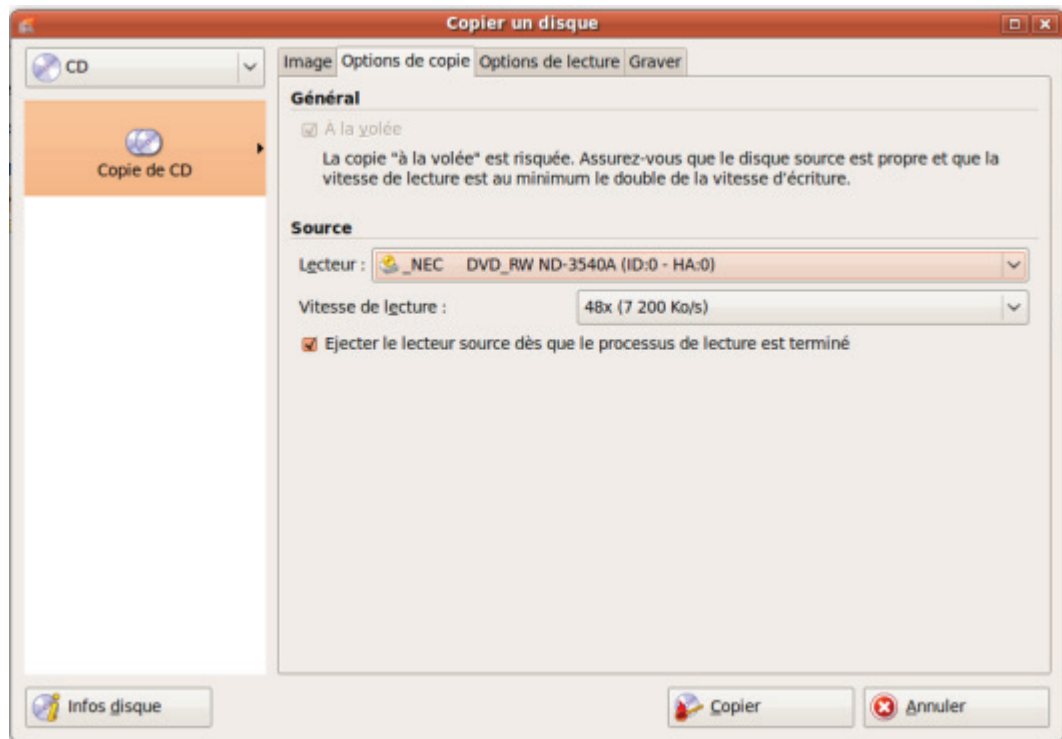 Copier un disque
CD
Copie de CD
Image Options de copie Options de lecture Graver
Général
À la volée
La copie "à la volée" est risquée. Assurez-vous que le disque source est propre et que la
vitesse de lecture est au minimum le double de la vitesse d'écriture.
Source
Lecteur : _NEC DVD_RW ND-3540A (ID:0 - HA:0)
Vitesse de lecture : 48x (7 200 Ko/s)
Ejecter le lecteur source dès que le processus de lecture est terminé
Infos disque
Copier
Annuler